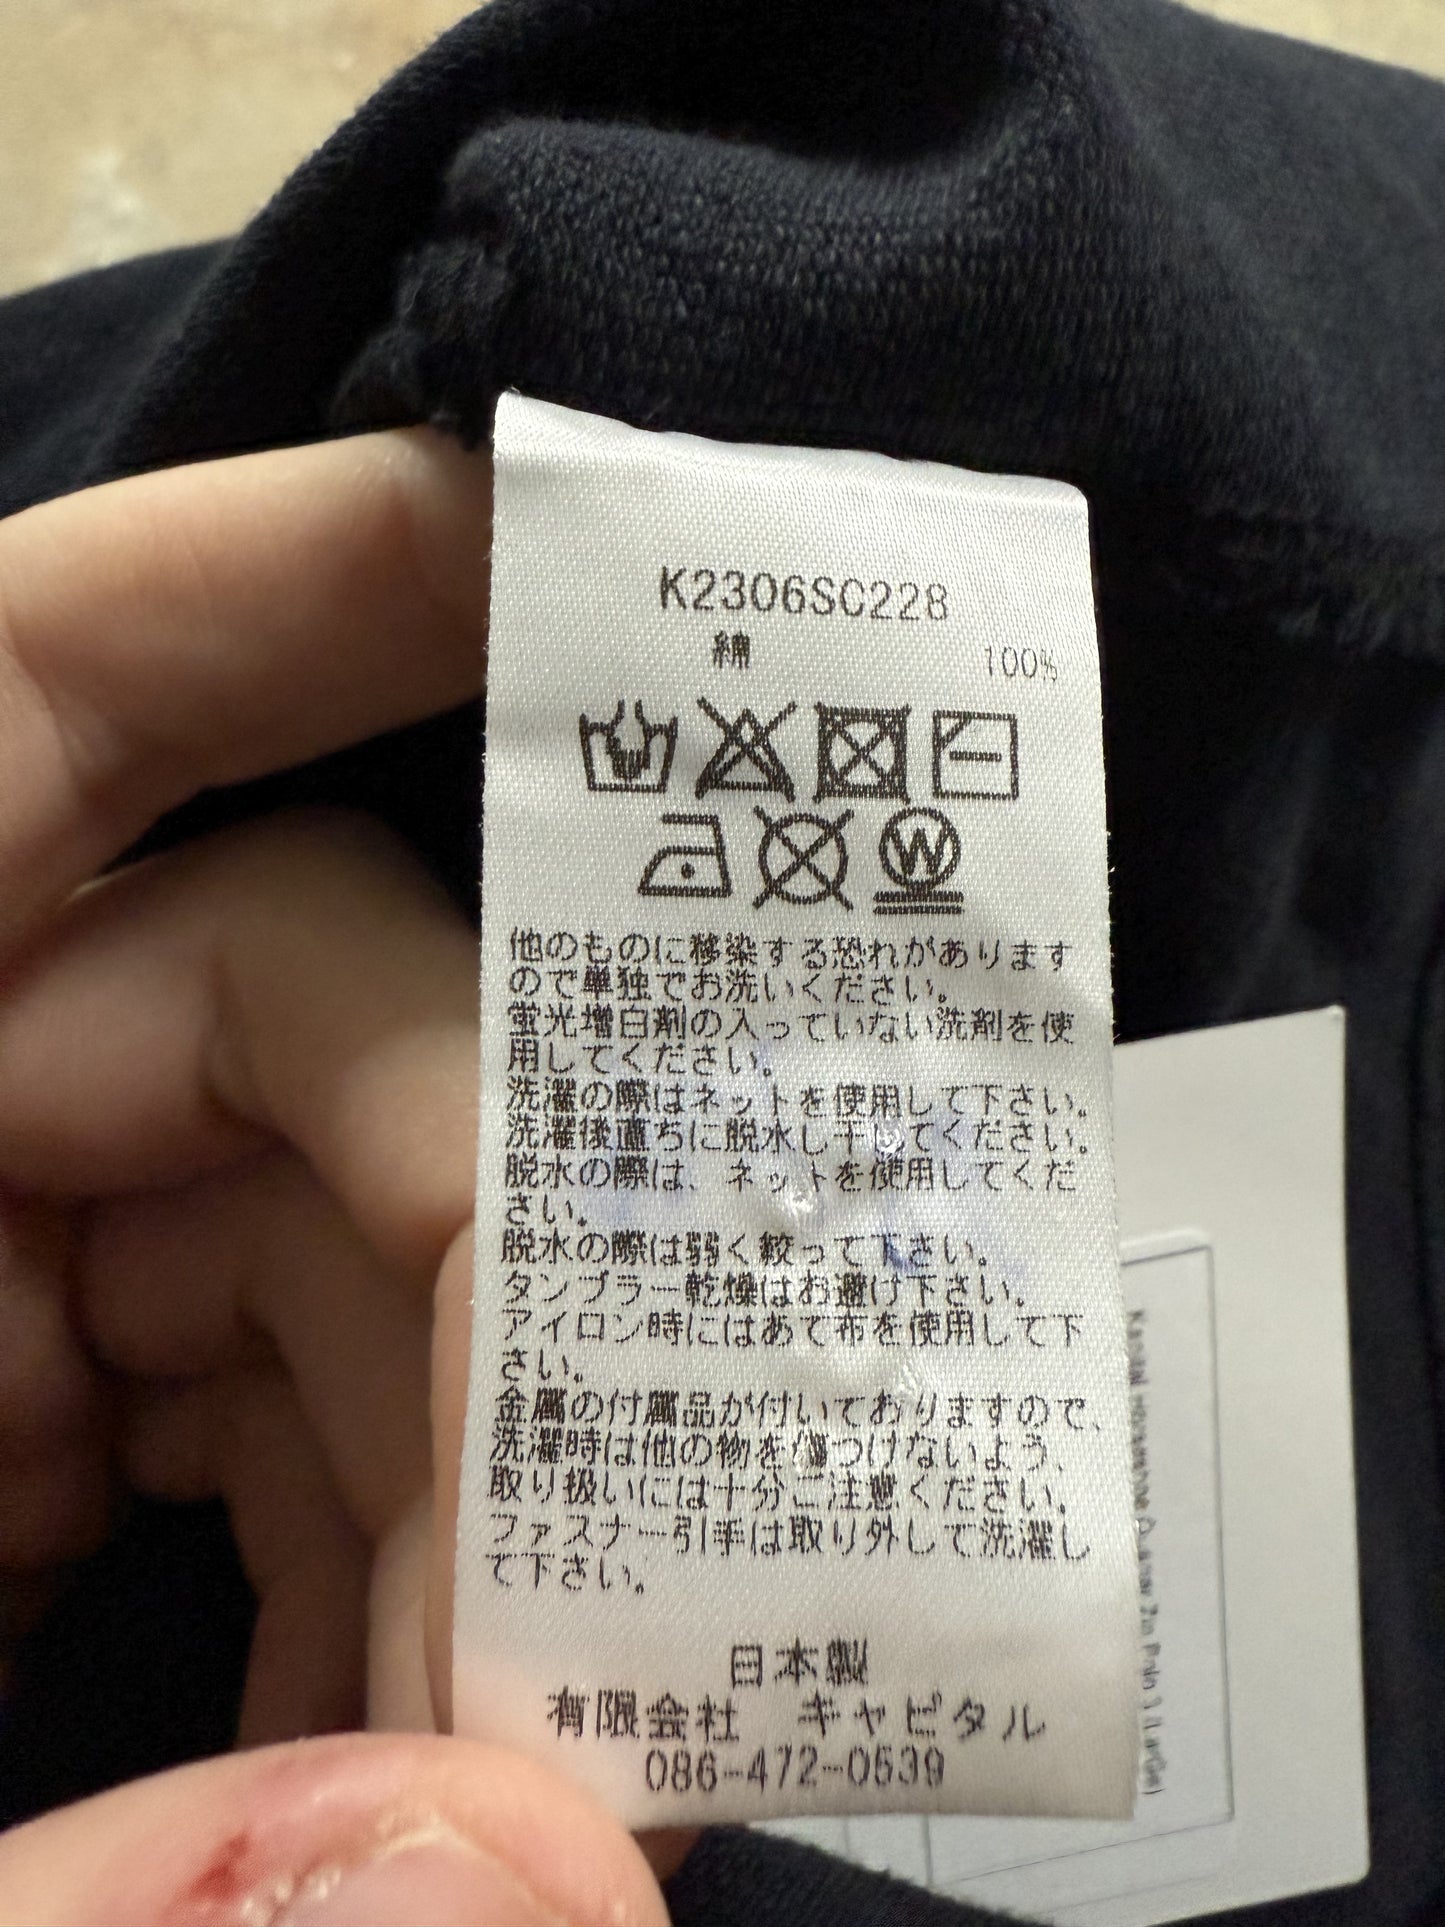 K2306SC228
綿 100%
W
他のものに移染する恐れがあります
ので単独でお洗いください。
蛍光増白剤の入っていない洗剤を使
用してください。
洗濯の際はネットを使用して下さい。
洗濯後直ちに脱水し干してください。
脱水の際は、ネットを使用してくだ
さい。
脱水の際は弱く絞って下さい。
タンブラー乾燥はお避け下さい。
アイロン時にはあて布を使用して下
さい。
金属の付属品が付いておりますので、
洗濯時は他の物を傷つけないよう、
取り扱いには十分ご注意ください。
ファスナー引手は取り外して洗濯し
て下さい。
日本製
有限会社 キャピタル
086-472-0539
Kapital
Polo